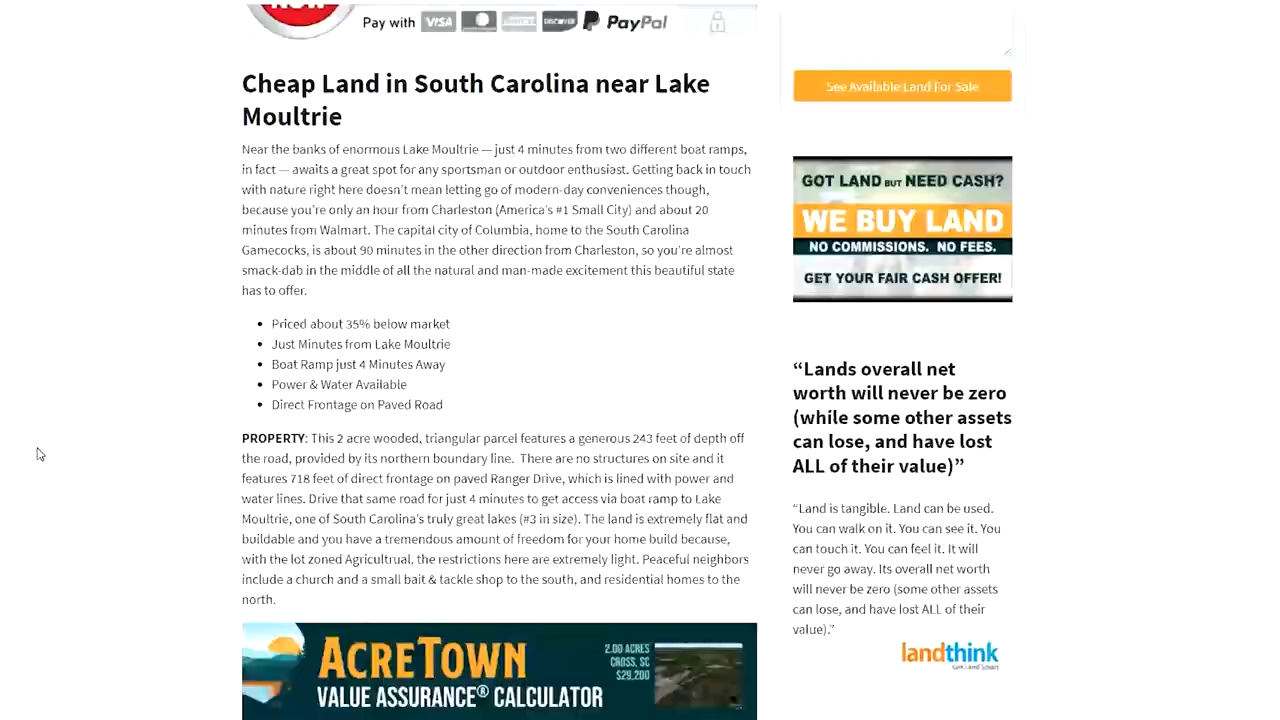 NOW
Pay with VISA DISCOVER PayPal
Cheap Land in South Carolina near Lake
Moultrie
Near the banks of enormous Lake Moultrie — just 4 minutes from two different boat ramps,
in fact — awaits a great spot for any sportsman or outdoor enthusiast. Getting back in touch
with nature right here doesn't mean letting go of modern-day conveniences though,
because you're only an hour from Charleston (America's #1 Small City) and about 20
minutes from Walmart. The capital city of Columbia, home to the South Carolina
Gamecocks, is about 90 minutes in the other direction from Charleston, so you're almost
smack-dab in the middle of all the natural and man-made excitement this beautiful state
has to offer.
• Priced about 35% below market
• Just Minutes from Lake Moultrie
• Boat Ramp just 4 Minutes Away
• Power & Water Available
• Direct Frontage on Paved Road
PROPERTY: This 2 acre wooded, triangular parcel features a generous 243 feet of depth off
the road, provided by its northern boundary line. There are no structures on site and it
features 718 feet of direct frontage on paved Ranger Drive, which is lined with power and
water lines. Drive that same road for just 4 minutes to get access via boat ramp to Lake
Moultrie, one of South Carolina's truly great lakes (#3 in size). The land is extremely flat and
buildable and you have a tremendous amount of freedom for your home build because,
with the lot zoned Agricultrual, the restrictions here are extremely light. Peaceful neighbors
include a church and a small bait & tackle shop to the south, and residential homes to the
north.
ACRETOWN
VALUE ASSURANCE® CALCULATOR
2.00 ACRES
CROSS, SC
$29,200
See Available Land For Sale
GOT LAND BUT NEED CASH?
WE BUY LAND
NO COMMISSIONS. NO FEES.
GET YOUR FAIR CASH OFFER!
“Lands overall net
worth will never be zero
(while some other assets
can lose, and have lost
ALL of their value)”
“Land is tangible. Land can be used.
You can walk on it. You can see it. You
can touch it. You can feel it. It will
never go away. Its overall net worth
will never be zero (some other assets
can lose, and have lost ALL of their
value).”
landthink